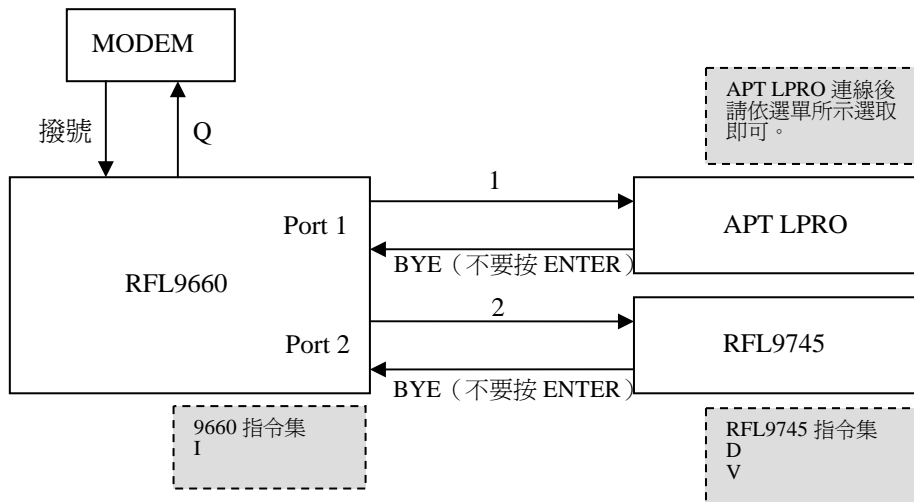 MODEM
APT LPRO 連線後
請依選單所示選取
即可。
撥號
Q
1
Port 1
APT LPRO
BYE（不要按 ENTER）
RFL9660
2
Port 2
RFL9745
BYE（不要按 ENTER）
9660 指令集
I
RFL9745 指令集
D
V